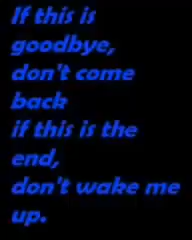 If this is
goodbye,
don't come
back
if this is the
end,
don't wake me
up.